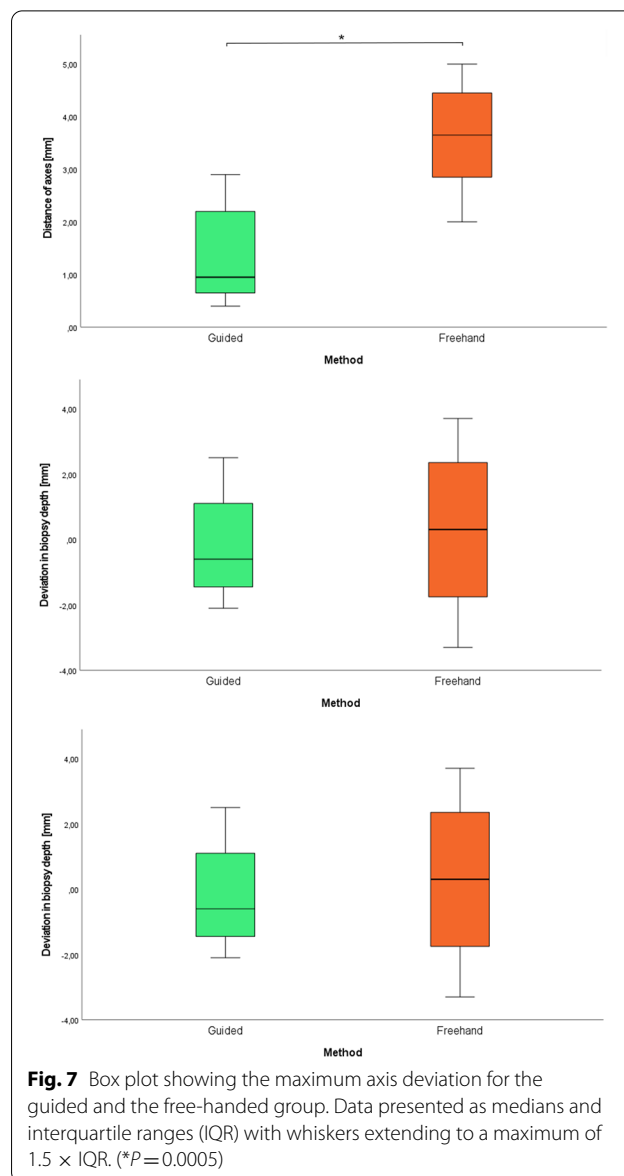 *
5,00
4,00
3,00
2,00
1,00
,00
Distance of axes [mm]
Guided
Freehand
Method
4,00
2,00
,00
-2,00
-4,00
Deviation in biopsy depth [mm]
Guided
Freehand
Method
4,00
2,00
,00
-2,00
-4,00
Deviation in biopsy depth [mm]
Guided
Freehand
Method
Fig. 7 Box plot showing the maximum axis deviation for the
guided and the free-handed group. Data presented as medians and
interquartile ranges (IQR) with whiskers extending to a maximum of
1.5 × IQR. (*P = 0.0005)